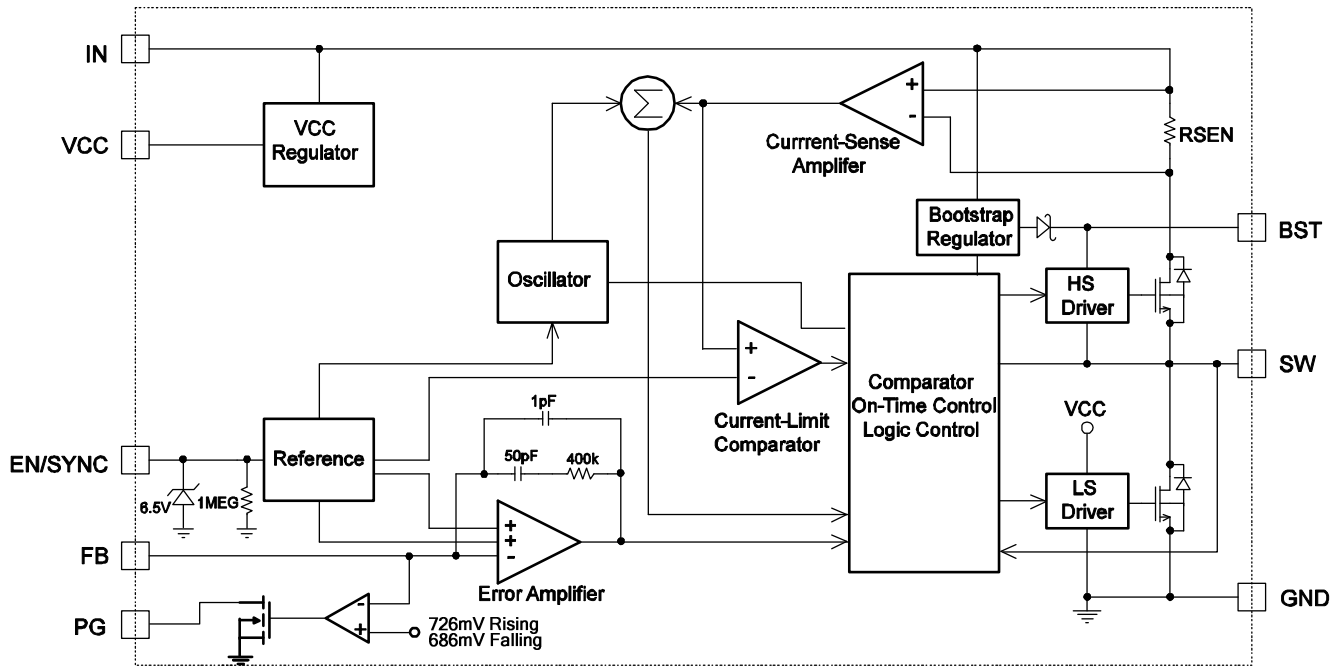 IN
VCC
VCC
Regulator
Σ
+
-
Currrent-Sense
Amplifer
RSEN
Bootstrap
Regulator
BST
Oscillator
HS
Driver
+
-
Current-Limit
Comparator
Comparator
On-Time Control
Logic Control
SW
VCC
1pF
50pF
400k
EN/SYNC
Reference
6.5V
1MEG
LS
Driver
+
+
-
Error Amplifier
FB
PG
-
+
726mV Rising
686mV Falling
GND